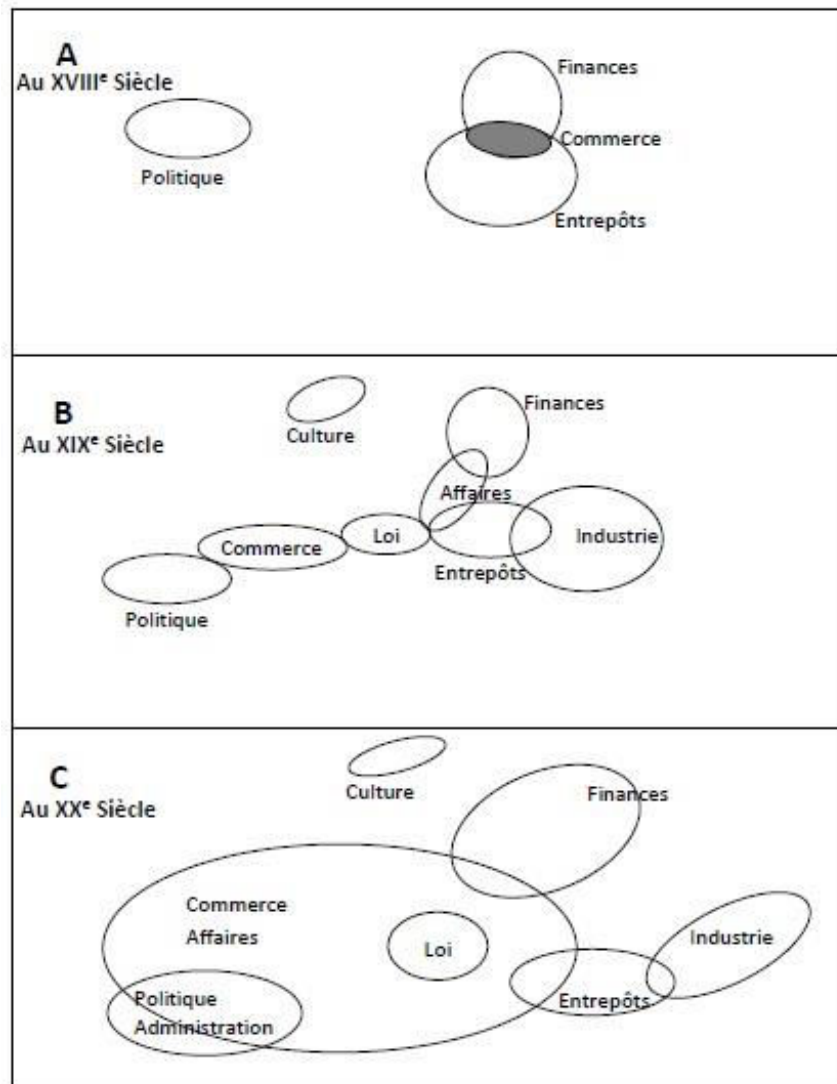 A
Au XVIIIᵉ Siècle
Finances
Commerce
Politique
Entrepôts
B
Au XIXᵉ Siècle
Culture
Finances
Affaires
Loi
Industrie
Commerce
Entrepôts
Politique
C
Au XXᵉ Siècle
Culture
Finances
Commerce
Affaires
Loi
Industrie
Politique
Administration
Entrepôts